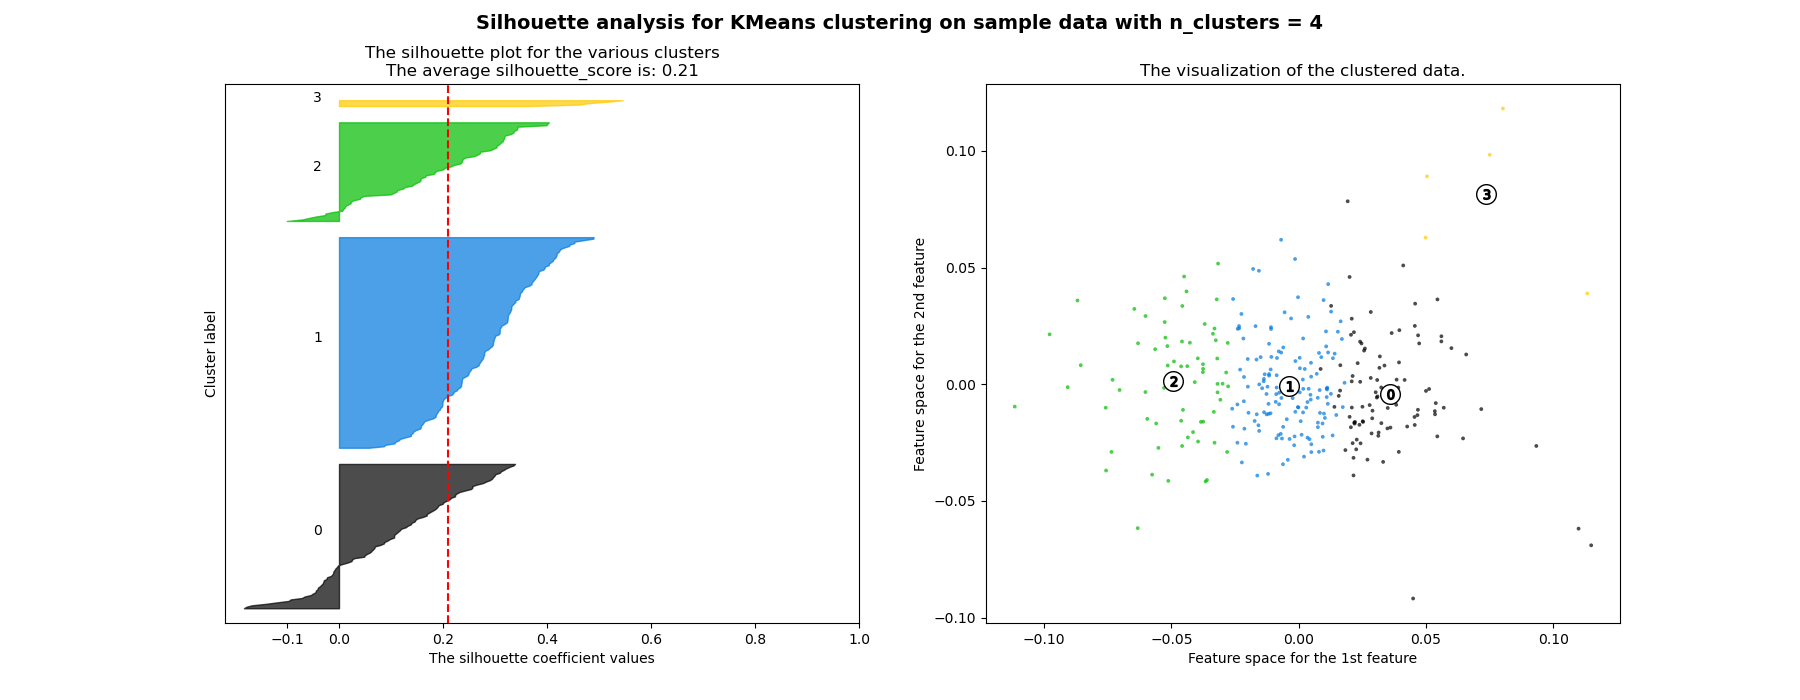 Silhouette analysis for KMeans clustering on sample data with n_clusters = 4
The silhouette plot for the various clusters
The average silhouette_score is: 0.21
3
2
1
0
Cluster label
−0.1 0.0 0.2 0.4 0.6 0.8 1.0
The silhouette coefficient values
The visualization of the clustered data.
0.10
0.05
0.00
−0.05
−0.10
Feature space for the 2nd feature
3
2
1
0
−0.10 −0.05 0.00 0.05 0.10
Feature space for the 1st feature